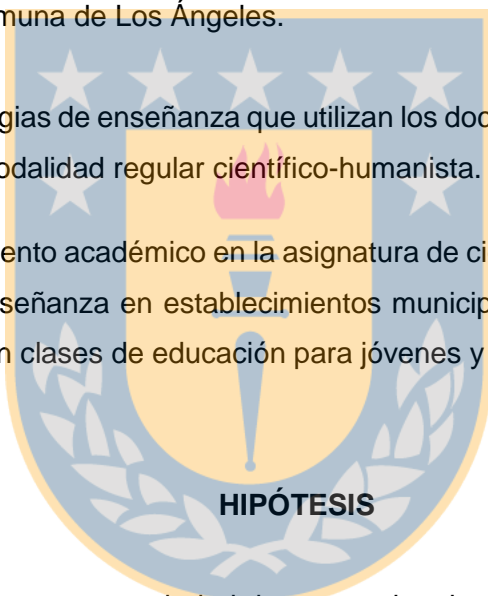 muna de Los Ángeles.
gias de enseñanza que utilizan los doc
odalidad regular científico-humanista.
ento académico en la asignatura de ci
señanza en establecimientos municip
n clases de educación para jóvenes y
HIPÓTESIS